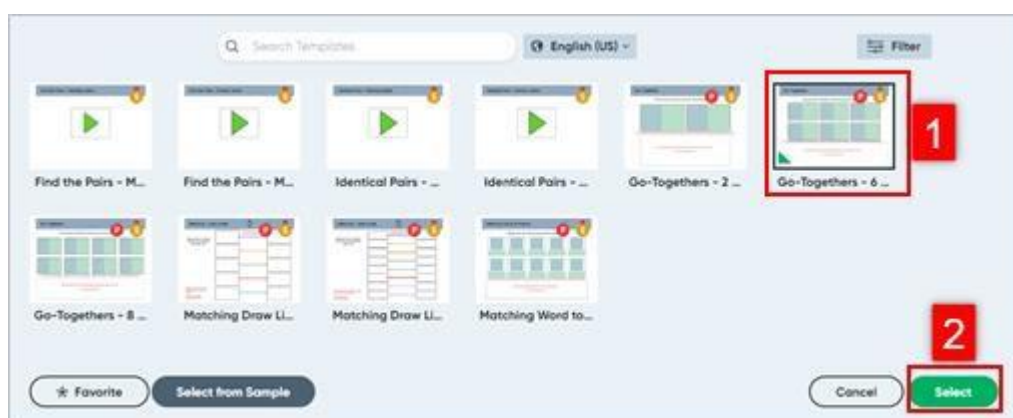 Search Templates English (US) Filter
1
Find the Pairs - M... Find the Pairs - M... Identical Pairs - ... Identical Pairs - ... Go-Togethers - 2 ... Go-Togethers - 6 ...
Go-Togethers - 8 ... Matching Draw Li... Matching Draw Li... Matching Word to...
2
Favorite Select from Sample Cancel Select